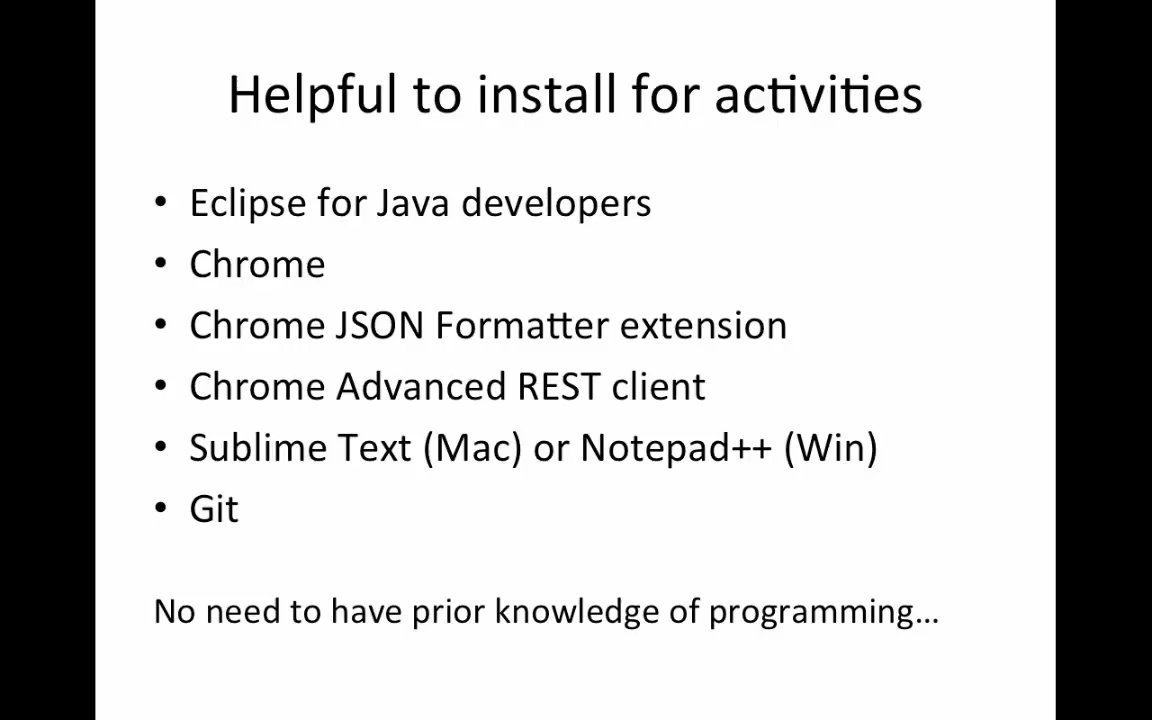 Helpful to install for activities
• Eclipse for Java developers
• Chrome
• Chrome JSON Formatter extension
• Chrome Advanced REST client
• Sublime Text (Mac) or Notepad++ (Win)
• Git
No need to have prior knowledge of programming…